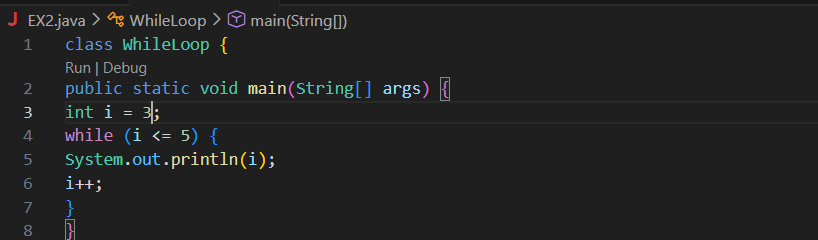 J EX2.java > WhileLoop > main(String[])
1 class WhileLoop {
Run | Debug
2 public static void main(String[] args) {
3 int i = 3;
4 while (i <= 5) {
5 System.out.println(i);
6 i++;
7 }
8 }